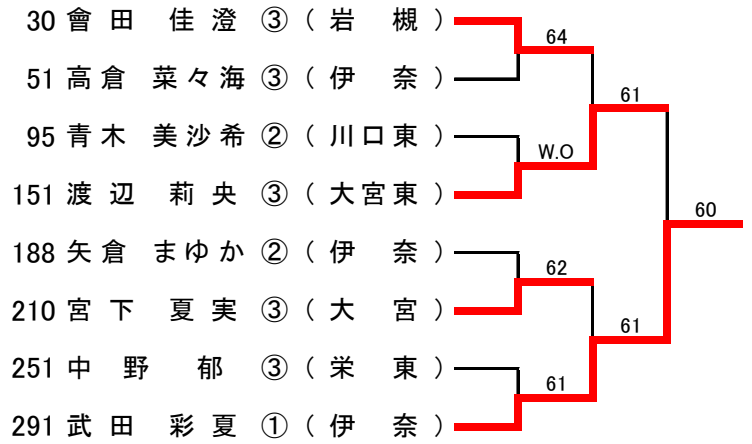 30 會田 佳澄 ③ (岩 槻)
64
51 高倉 菜々海 ③ (伊 奈)
61
95 青木 美沙希 ② (川口東)
W.O
151 渡辺 莉央 ③ (大宮東)
60
188 矢倉 まゆか ② (伊 奈)
62
210 宮下 夏実 ③ (大 宮)
61
251 中野 郁 ③ (栄 東)
61
291 武田 彩夏 ① (伊 奈)